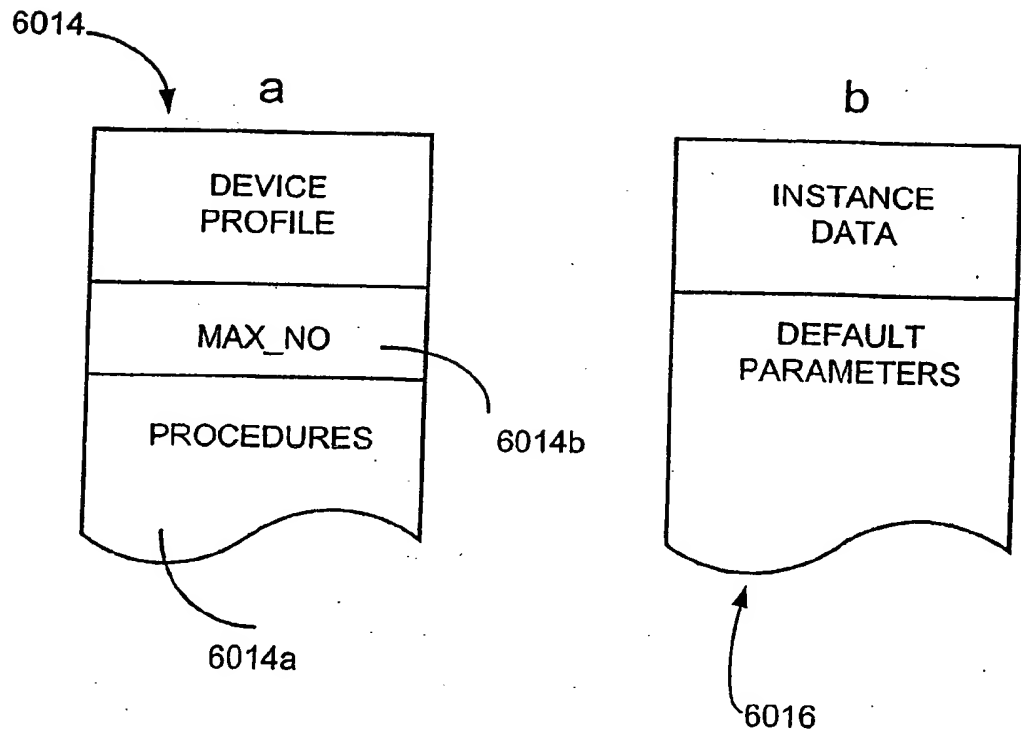 6014
a
DEVICE
PROFILE
MAX_NO
6014b
PROCEDURES
6014a
b
INSTANCE
DATA
DEFAULT
PARAMETERS
6016